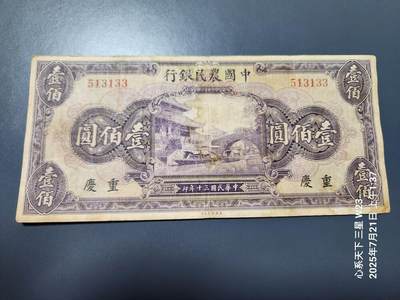 中國農民銀行
513133
513133
壹佰
壹佰
圓佰壹
圓佰壹
慶
重
慶
重
中華民國三十年印
壹佰
壹佰
心系天下 三星 W23
2025年7月21日 上午1:37